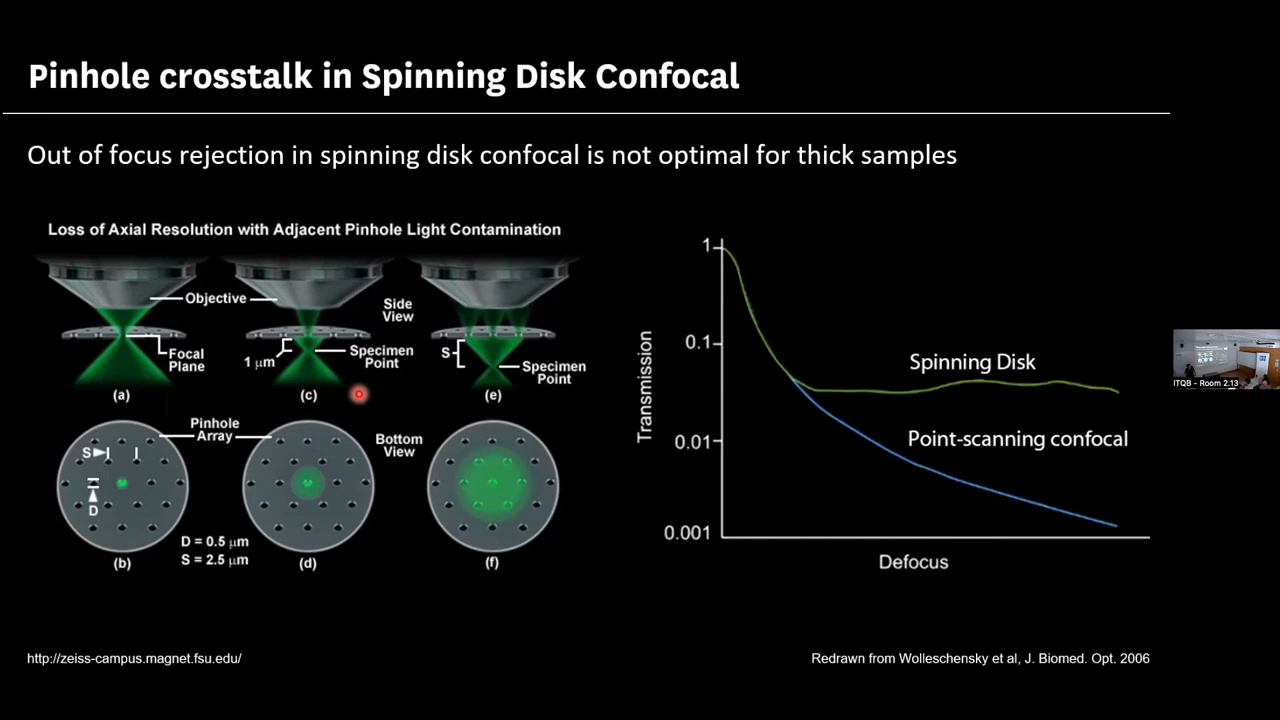 Pinhole crosstalk in Spinning Disk Confocal
Out of focus rejection in spinning disk confocal is not optimal for thick samples
Loss of Axial Resolution with Adjacent Pinhole Light Contamination
Objective
Side
View
Focal
Plane
1 μm
Specimen
Point
S
Specimen
Point
(a)
(c)
(e)
Pinhole
Array
Bottom
View
S
D
D = 0.5 μm
S = 2.5 μm
(b)
(d)
(f)
1
0.1
0.01
0.001
Transmission
Spinning Disk
Point-scanning confocal
Defocus
ITQB - Room 2.13
http://zeiss-campus.magnet.fsu.edu/
Redrawn from Wolleschensky et al, J. Biomed. Opt. 2006